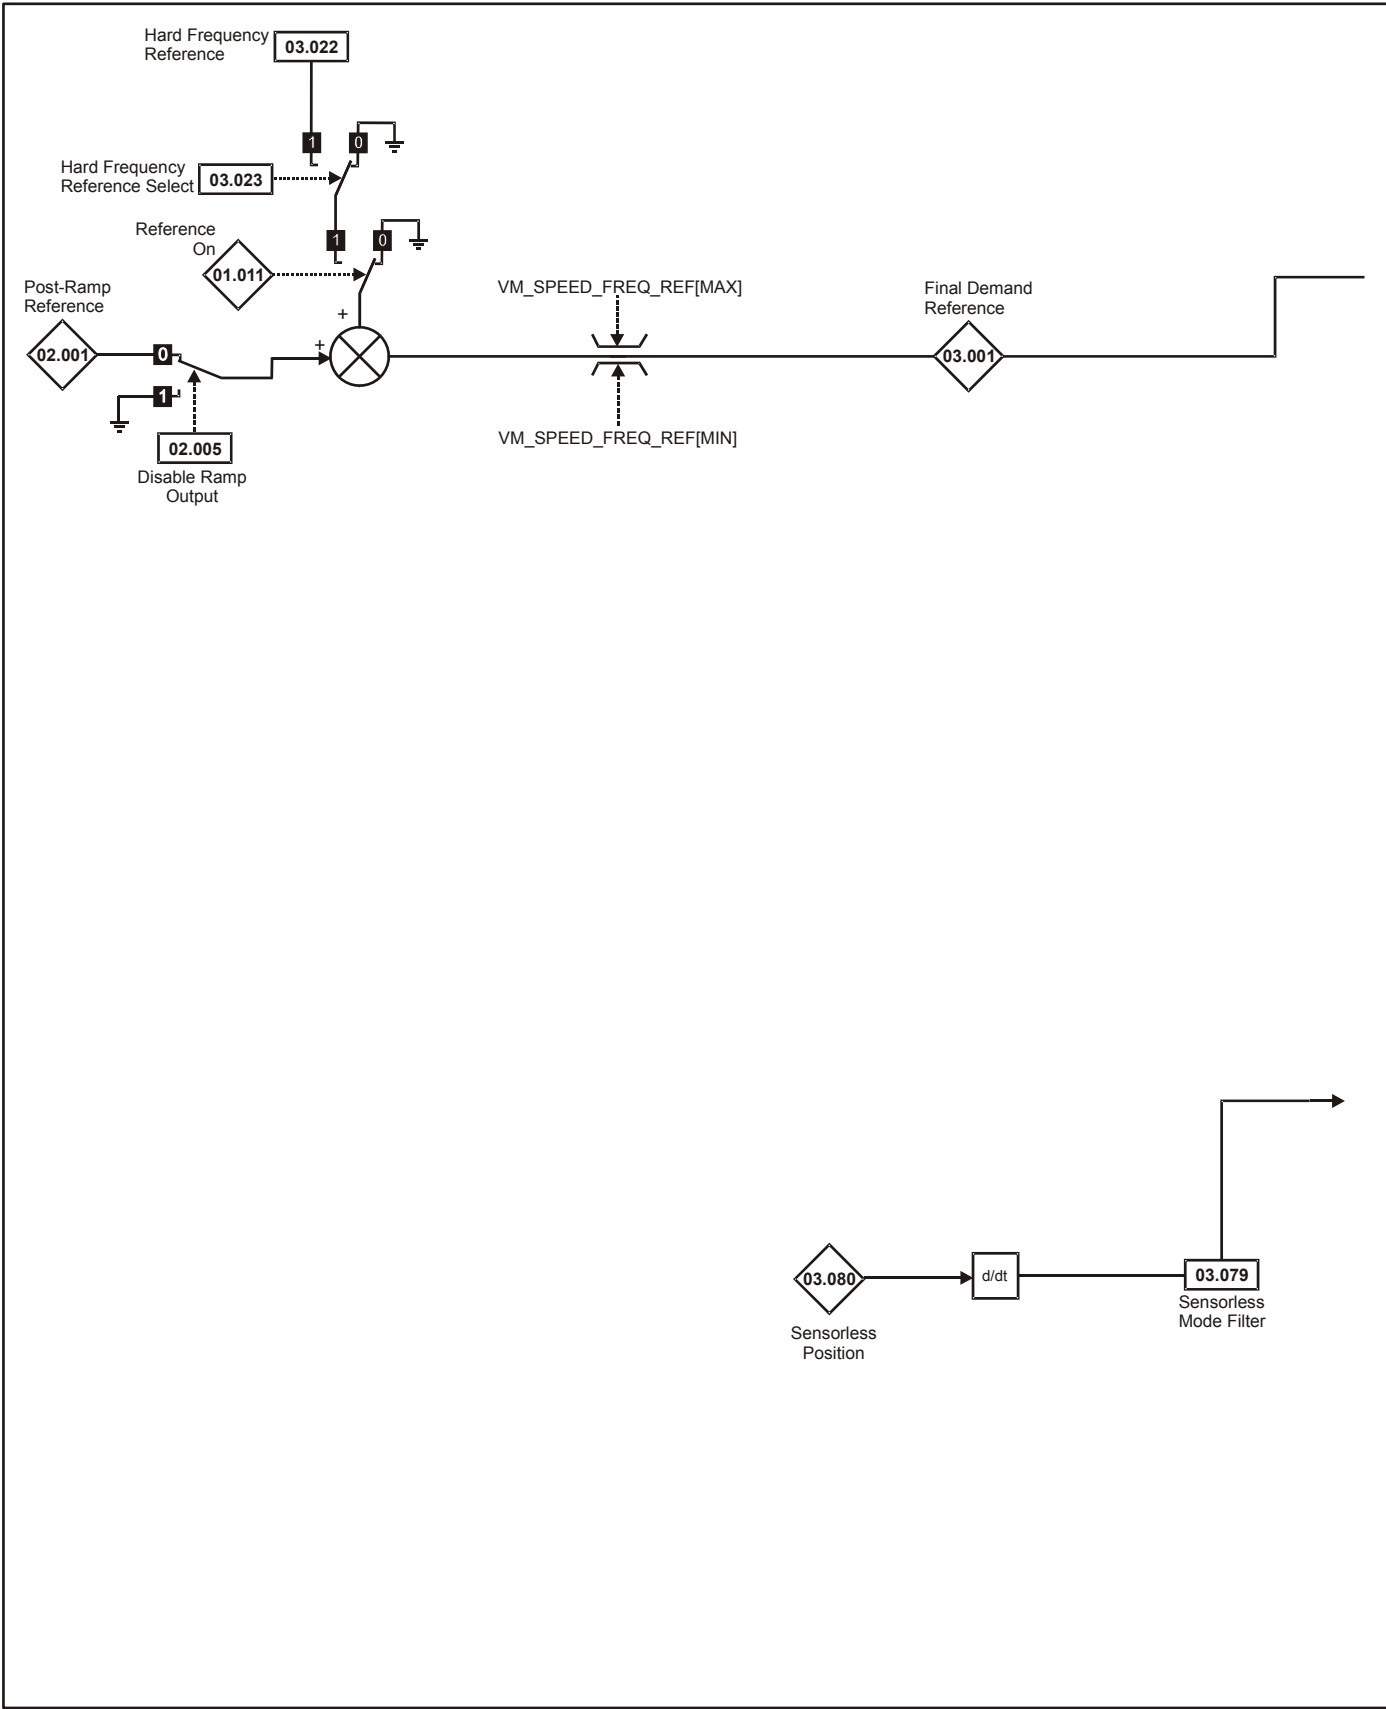 Hard Frequency
Reference
03.022
1
0
Hard Frequency
Reference Select
03.023
1
0
Reference
On
01.011
Post-Ramp
Reference
02.001
0
1
+
+
02.005
Disable Ramp
Output
VM_SPEED_FREQ_REF[MAX]
VM_SPEED_FREQ_REF[MIN]
Final Demand
Reference
03.001
03.080
Sensorless
Position
d/dt
03.079
Sensorless
Mode Filter